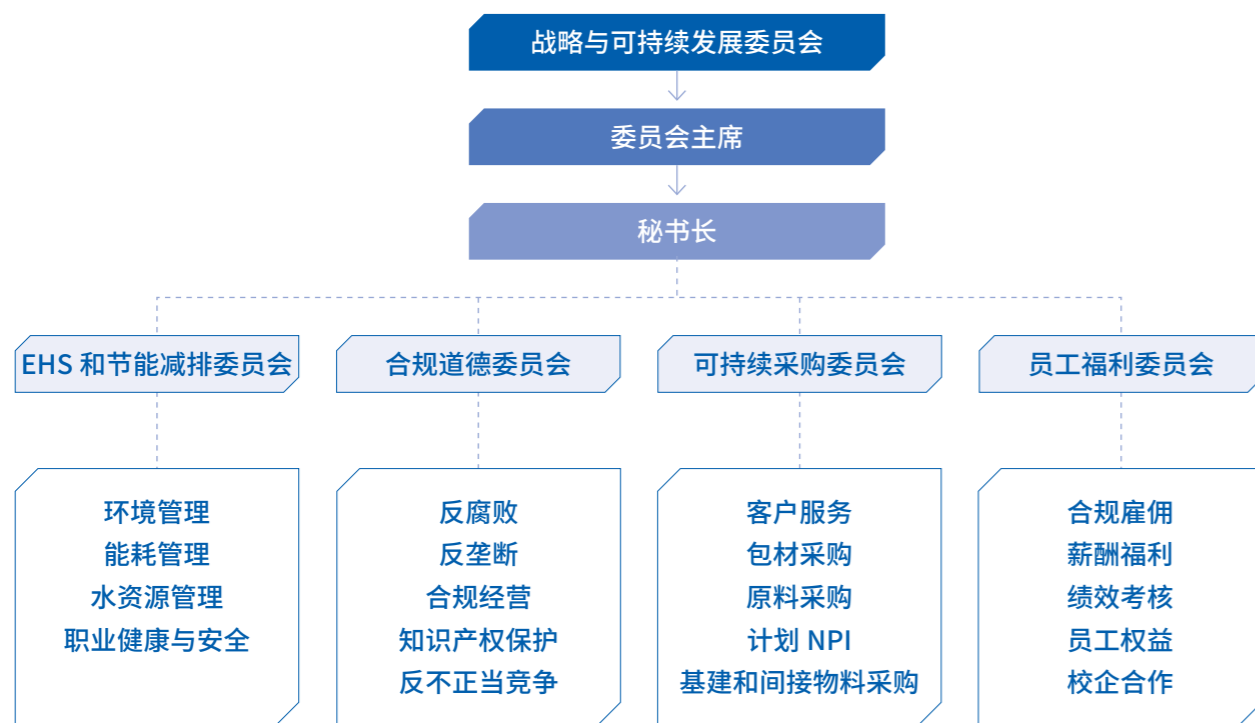 战略与可持续发展委员会
委员会主席
秘书长
EHS 和节能减排委员会
合规道德委员会
可持续采购委员会
员工福利委员会
环境管理
能耗管理
水资源管理
职业健康与安全
反腐败
反垄断
合规经营
知识产权保护
反不正当竞争
客户服务
包材采购
原料采购
计划 NPI
基建和间接物料采购
合规雇佣
薪酬福利
绩效考核
员工权益
校企合作